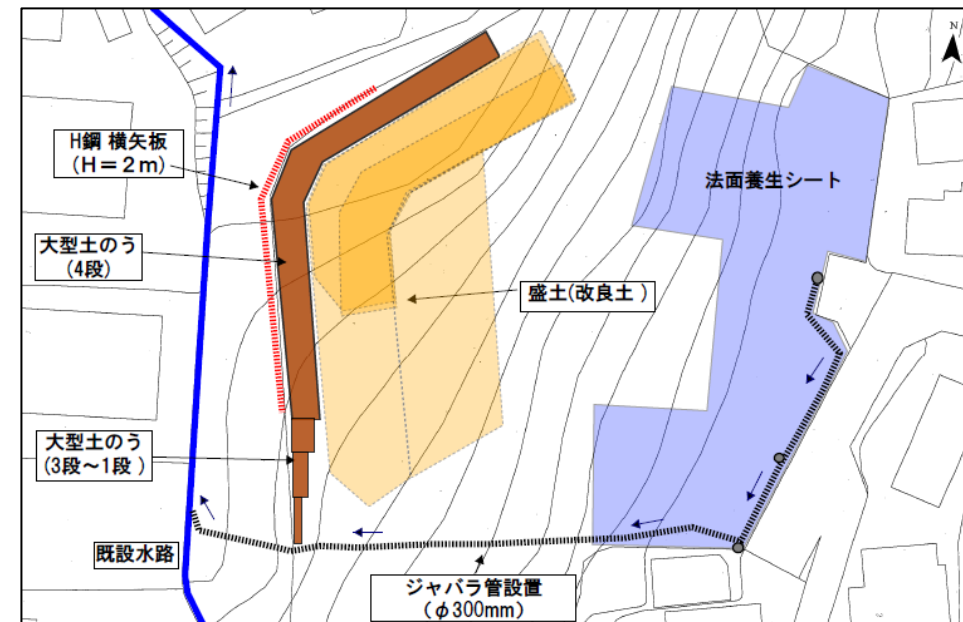 N
H鋼 横矢板
(H=2m)
法面養生シート
大型土のう
(4段)
盛土(改良土 )
大型土のう
(3段～1段 )
既設水路
ジャバラ管設置
(φ300mm)